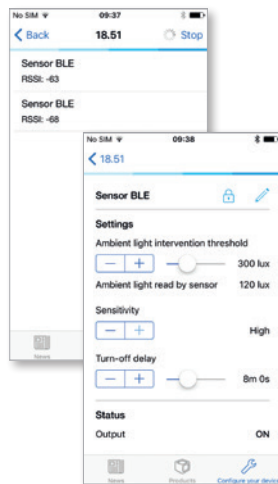 No SIM 09:37
Back 18.51 Stop
Sensor BLE
RSSI: -63
Sensor BLE
RSSI: -68
News
No SIM 09:38
18.51
Sensor BLE
Settings
Ambient light intervention threshold
− + 300 lux
Ambient light read by sensor 120 lux
Sensitivity
− + High
Turn-off delay
− + 8m 0s
Status
Output ON
News Products Configure your device